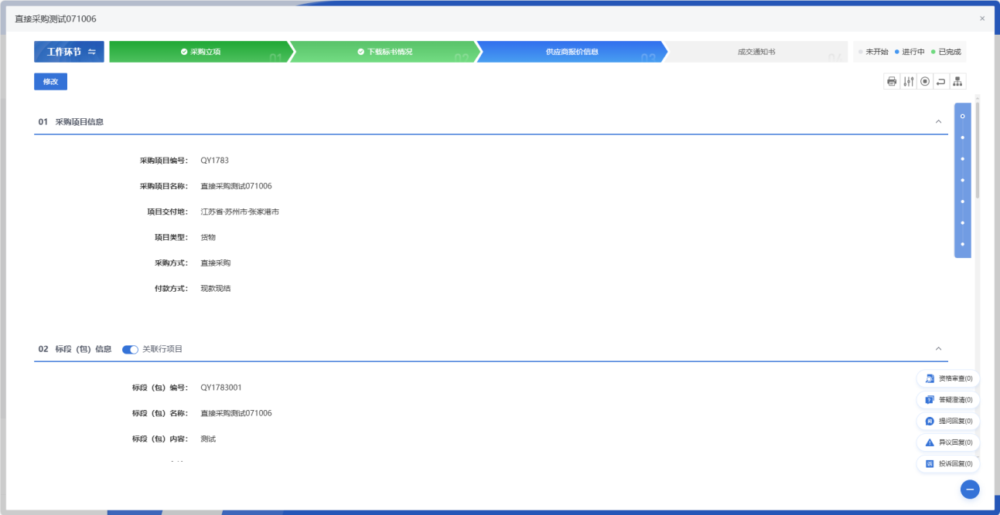 直接采购测试071006
工作环节
采购立项 01
下载标书情况 02
供应商报价信息 03
成交通知书 04
未开始 进行中 已完成
修改
01 采购项目信息
采购项目编号: QY1783
采购项目名称: 直接采购测试071006
项目交付地: 江苏省·苏州市·张家港市
项目类型: 货物
采购方式: 直接采购
付款方式: 现款现结
02 标段（包）信息 关联行项目
标段（包）编号: QY1783001
标段（包）名称: 直接采购测试071006
标段（包）内容: 测试
资格审查(0)
答疑澄清(0)
提问回复(0)
异议回复(0)
投诉回复(0)